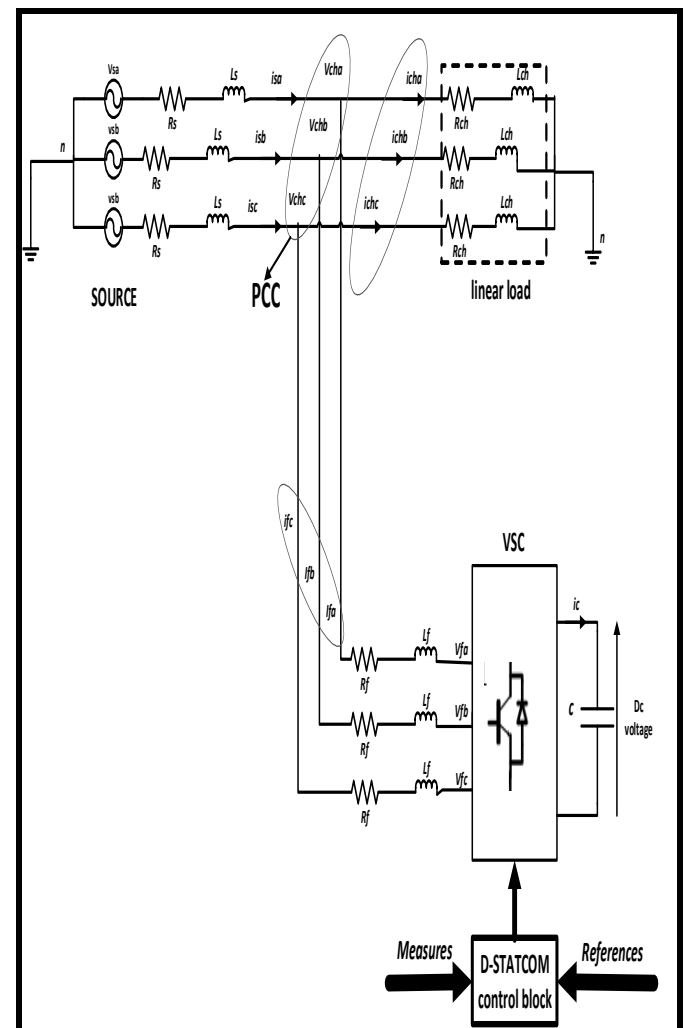 Vsa
Rs
Ls
isa
Vcha
icha
Rch
Lch
n
vsb
Rs
Ls
isb
Vchb
ichb
Rch
Lch
vsb
Rs
Ls
isc
Vchc
ichc
Rch
Lch
n
SOURCE
PCC
linear load
ifc
Ifb
Ifa
VSC
Rf
Lf
Vfa
ic
Rf
Lf
Vfb
C
Dc
voltage
Rf
Lf
Vfc
Measures
D-STATCOM
control block
References